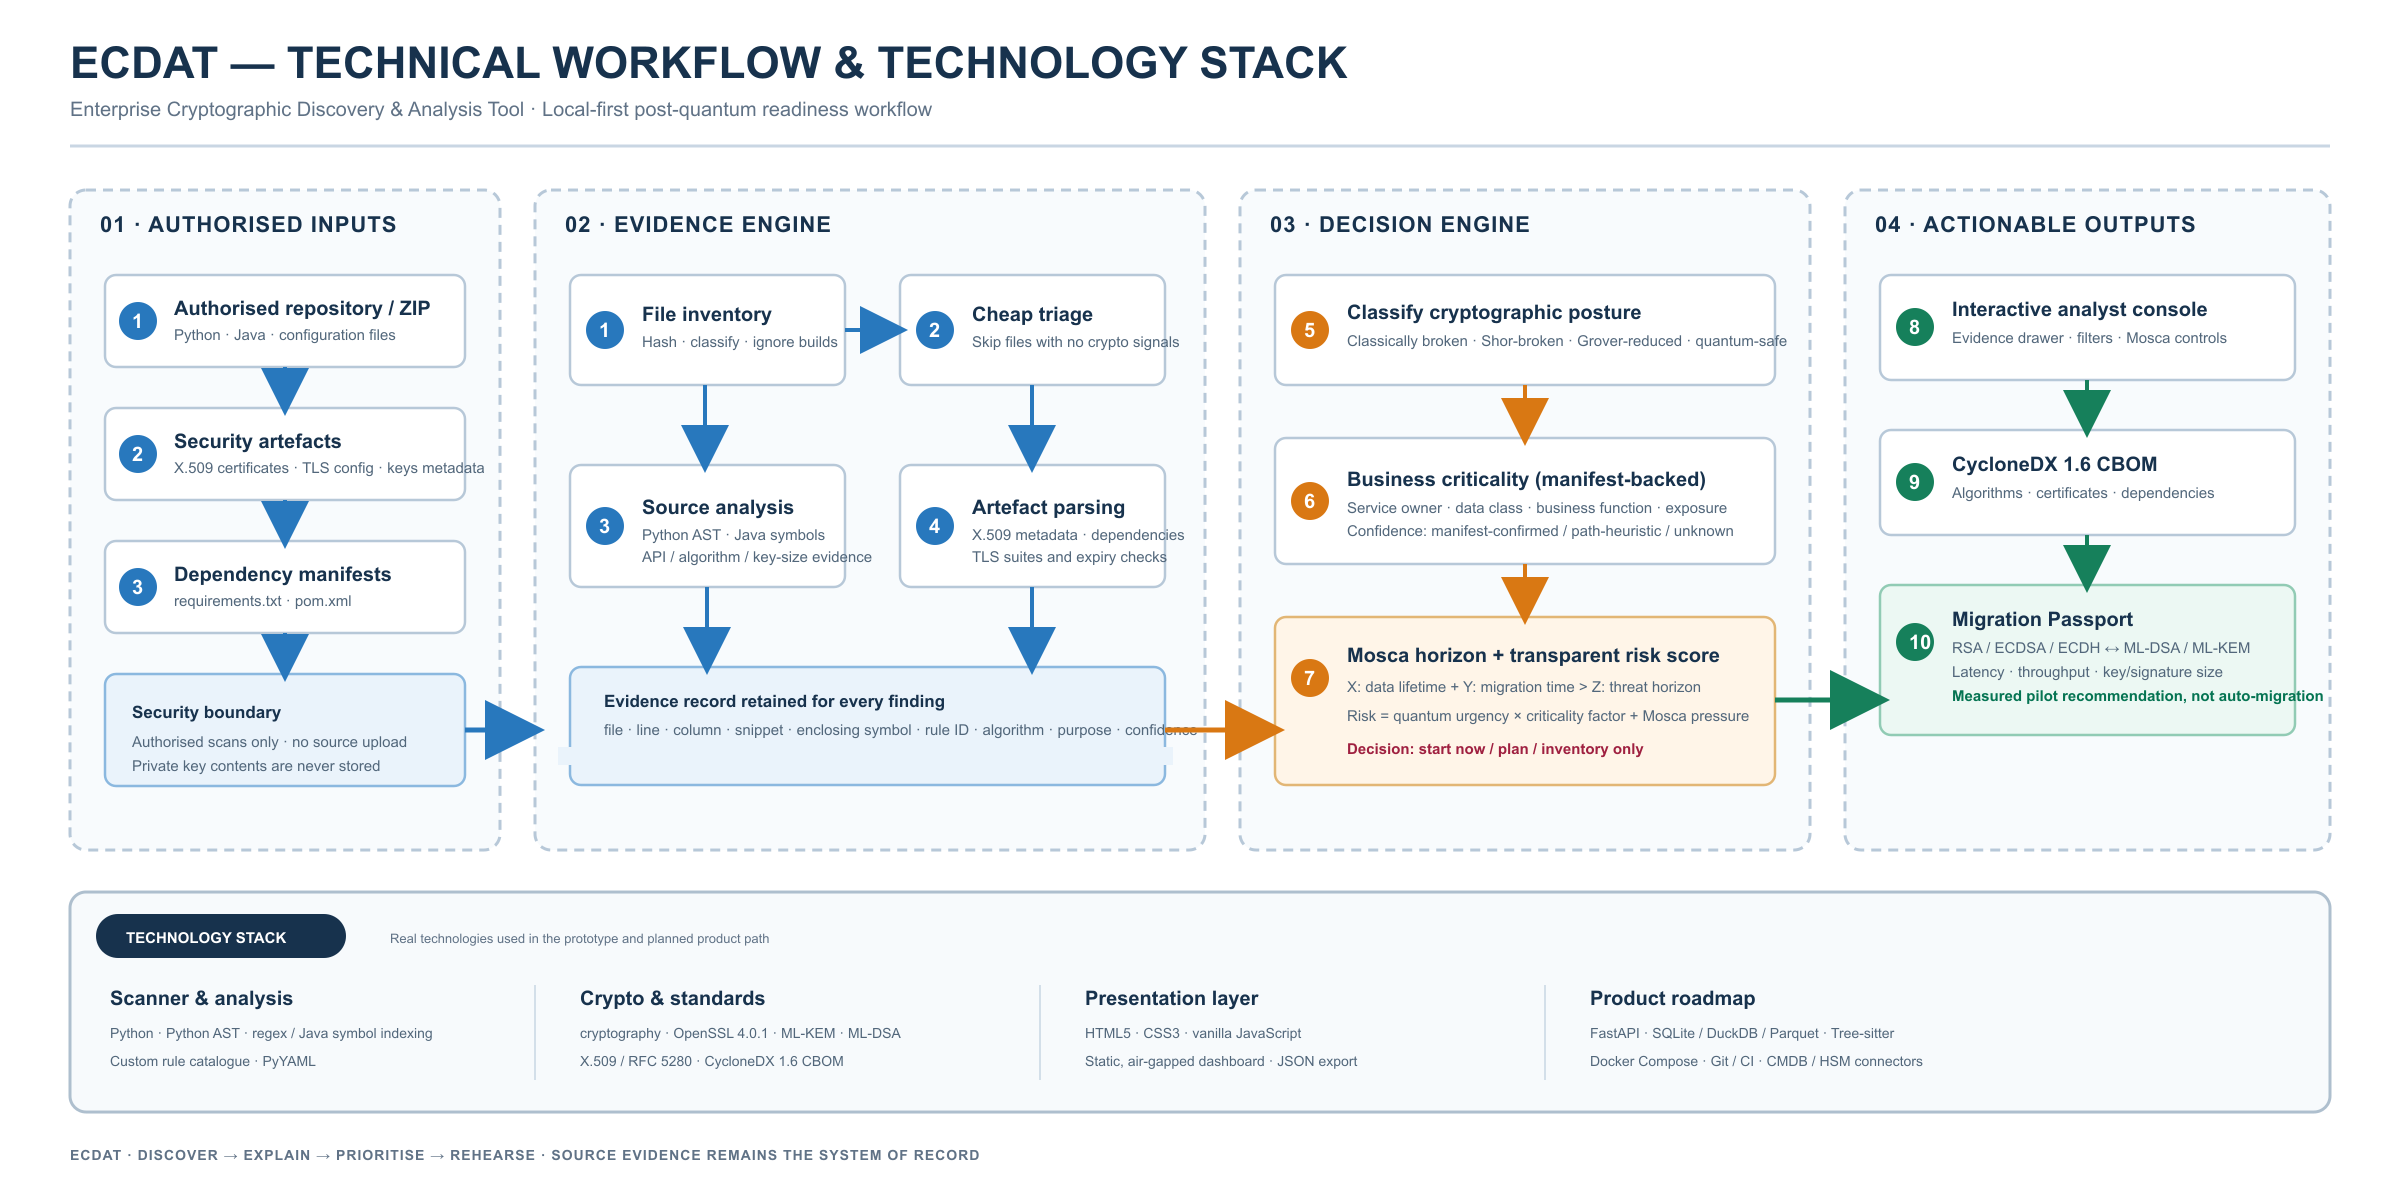 ECDAT — TECHNICAL WORKFLOW & TECHNOLOGY STACK
Enterprise Cryptographic Discovery & Analysis Tool · Local-first post-quantum readiness workflow
01 · AUTHORISED INPUTS
1
Authorised repository / ZIP
Python · Java · configuration files
2
Security artefacts
X.509 certificates · TLS config · keys metadata
3
Dependency manifests
requirements.txt · pom.xml
Security boundary
Authorised scans only · no source upload
Private key contents are never stored
02 · EVIDENCE ENGINE
1
File inventory
Hash · classify · ignore builds
2
Cheap triage
Skip files with no crypto signals
3
Source analysis
Python AST · Java symbols
API / algorithm / key-size evidence
4
Artefact parsing
X.509 metadata · dependencies
TLS suites and expiry checks
Evidence record retained for every finding
file · line · column · snippet · enclosing symbol · rule ID · algorithm · purpose · confidence
03 · DECISION ENGINE
5
Classify cryptographic posture
Classically broken · Shor-broken · Grover-reduced · quantum-safe
6
Business criticality (manifest-backed)
Service owner · data class · business function · exposure
Confidence: manifest-confirmed / path-heuristic / unknown
7
Mosca horizon + transparent risk score
X: data lifetime + Y: migration time > Z: threat horizon
Risk = quantum urgency × criticality factor + Mosca pressure
Decision: start now / plan / inventory only
04 · ACTIONABLE OUTPUTS
8
Interactive analyst console
Evidence drawer · filters · Mosca controls
9
CycloneDX 1.6 CBOM
Algorithms · certificates · dependencies
10
Migration Passport
RSA / ECDSA / ECDH ↔ ML-DSA / ML-KEM
Latency · throughput · key/signature size
Measured pilot recommendation, not auto-migration
TECHNOLOGY STACK
Real technologies used in the prototype and planned product path
Scanner & analysis
Python · Python AST · regex / Java symbol indexing
Custom rule catalogue · PyYAML
Crypto & standards
cryptography · OpenSSL 4.0.1 · ML-KEM · ML-DSA
X.509 / RFC 5280 · CycloneDX 1.6 CBOM
Presentation layer
HTML5 · CSS3 · vanilla JavaScript
Static, air-gapped dashboard · JSON export
Product roadmap
FastAPI · SQLite / DuckDB / Parquet · Tree-sitter
Docker Compose · Git / CI · CMDB / HSM connectors
ECDAT · DISCOVER → EXPLAIN → PRIORITISE → REHEARSE · SOURCE EVIDENCE REMAINS THE SYSTEM OF RECORD